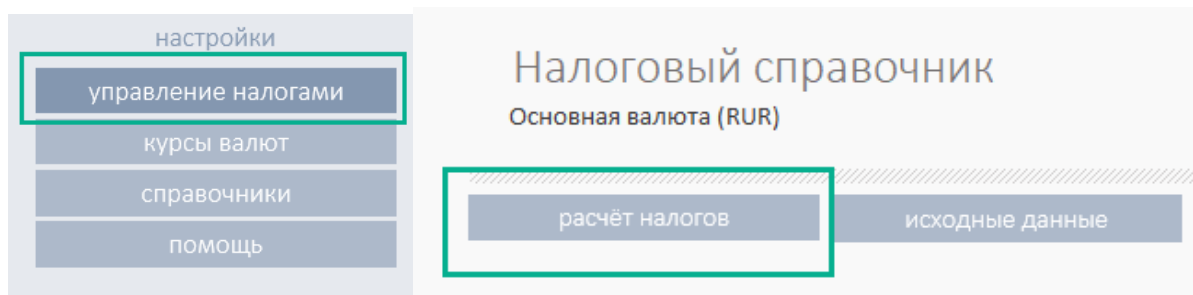 настройки
управление налогами
курсы валют
справочники
помощь
Налоговый справочник
Основная валюта (RUR)
расчёт налогов
исходные данные